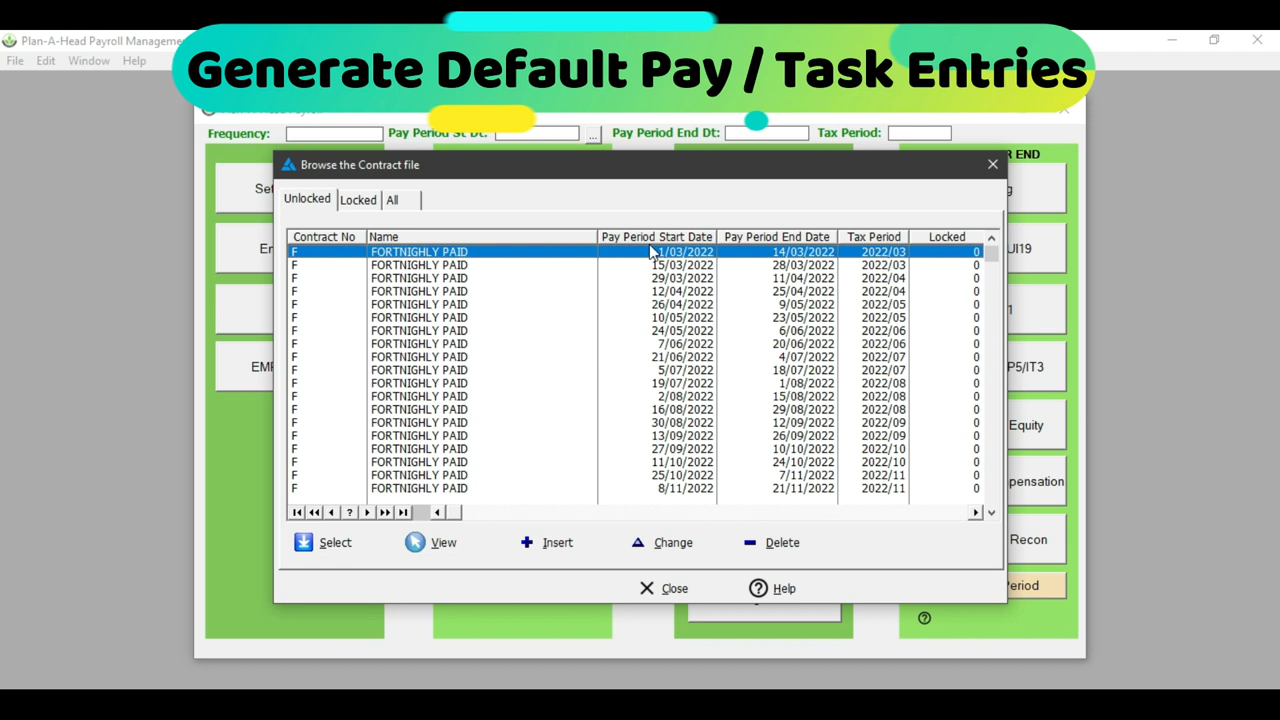 Generate Default Pay / Task Entries
Plan-A-Head Payroll Managem
File Edit Window Help
Frequency: Pay Period St Dt: ... Pay Period End Dt: Tax Period:
Browse the Contract file
Unlocked Locked All
Contract No Name Pay Period Start Date Pay Period End Date Tax Period Locked
F FORTNIGHLY PAID 1/03/2022 14/03/2022 2022/03 0
F FORTNIGHLY PAID 15/03/2022 28/03/2022 2022/03 0
F FORTNIGHLY PAID 29/03/2022 11/04/2022 2022/04 0
F FORTNIGHLY PAID 12/04/2022 25/04/2022 2022/04 0
F FORTNIGHLY PAID 26/04/2022 9/05/2022 2022/05 0
F FORTNIGHLY PAID 10/05/2022 23/05/2022 2022/05 0
F FORTNIGHLY PAID 24/05/2022 6/06/2022 2022/06 0
F FORTNIGHLY PAID 7/06/2022 20/06/2022 2022/06 0
F FORTNIGHLY PAID 21/06/2022 4/07/2022 2022/07 0
F FORTNIGHLY PAID 5/07/2022 18/07/2022 2022/07 0
F FORTNIGHLY PAID 19/07/2022 1/08/2022 2022/08 0
F FORTNIGHLY PAID 2/08/2022 15/08/2022 2022/08 0
F FORTNIGHLY PAID 16/08/2022 29/08/2022 2022/08 0
F FORTNIGHLY PAID 30/08/2022 12/09/2022 2022/09 0
F FORTNIGHLY PAID 13/09/2022 26/09/2022 2022/09 0
F FORTNIGHLY PAID 27/09/2022 10/10/2022 2022/10 0
F FORTNIGHLY PAID 11/10/2022 24/10/2022 2022/10 0
F FORTNIGHLY PAID 25/10/2022 7/11/2022 2022/11 0
F FORTNIGHLY PAID 8/11/2022 21/11/2022 2022/11 0
Select View Insert Change Delete
Close Help
Set
En
EMF
R END
g
UI19
1
P5/IT3
Equity
pensation
Recon
Period